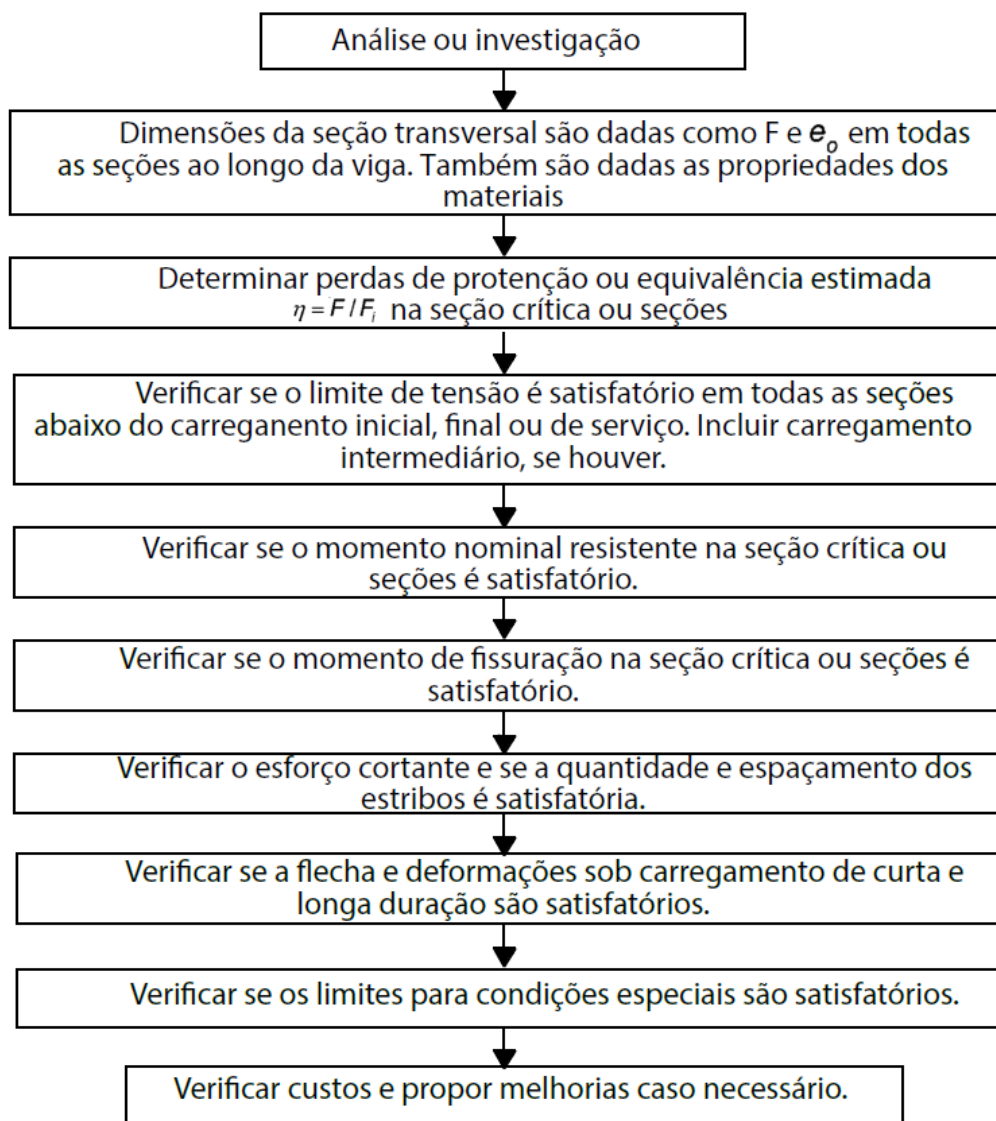 Análise ou investigação
Dimensões da seção transversal são dadas como F e e_o em todas
as seções ao longo da viga. Também são dadas as propriedades dos
materiais
Determinar perdas de protenção ou equivalência estimada
η = F / F_i na seção crítica ou seções
Verificar se o limite de tensão é satisfatório em todas as seções
abaixo do carreganento inicial, final ou de serviço. Incluir carregamento
intermediário, se houver.
Verificar se o momento nominal resistente na seção crítica ou
seções é satisfatório.
Verificar se o momento de fissuração na seção crítica ou seções é
satisfatório.
Verificar o esforço cortante e se a quantidade e espaçamento dos
estribos é satisfatória.
Verificar se a flecha e deformações sob carregamento de curta e
longa duração são satisfatórios.
Verificar se os limites para condições especiais são satisfatórios.
Verificar custos e propor melhorias caso necessário.